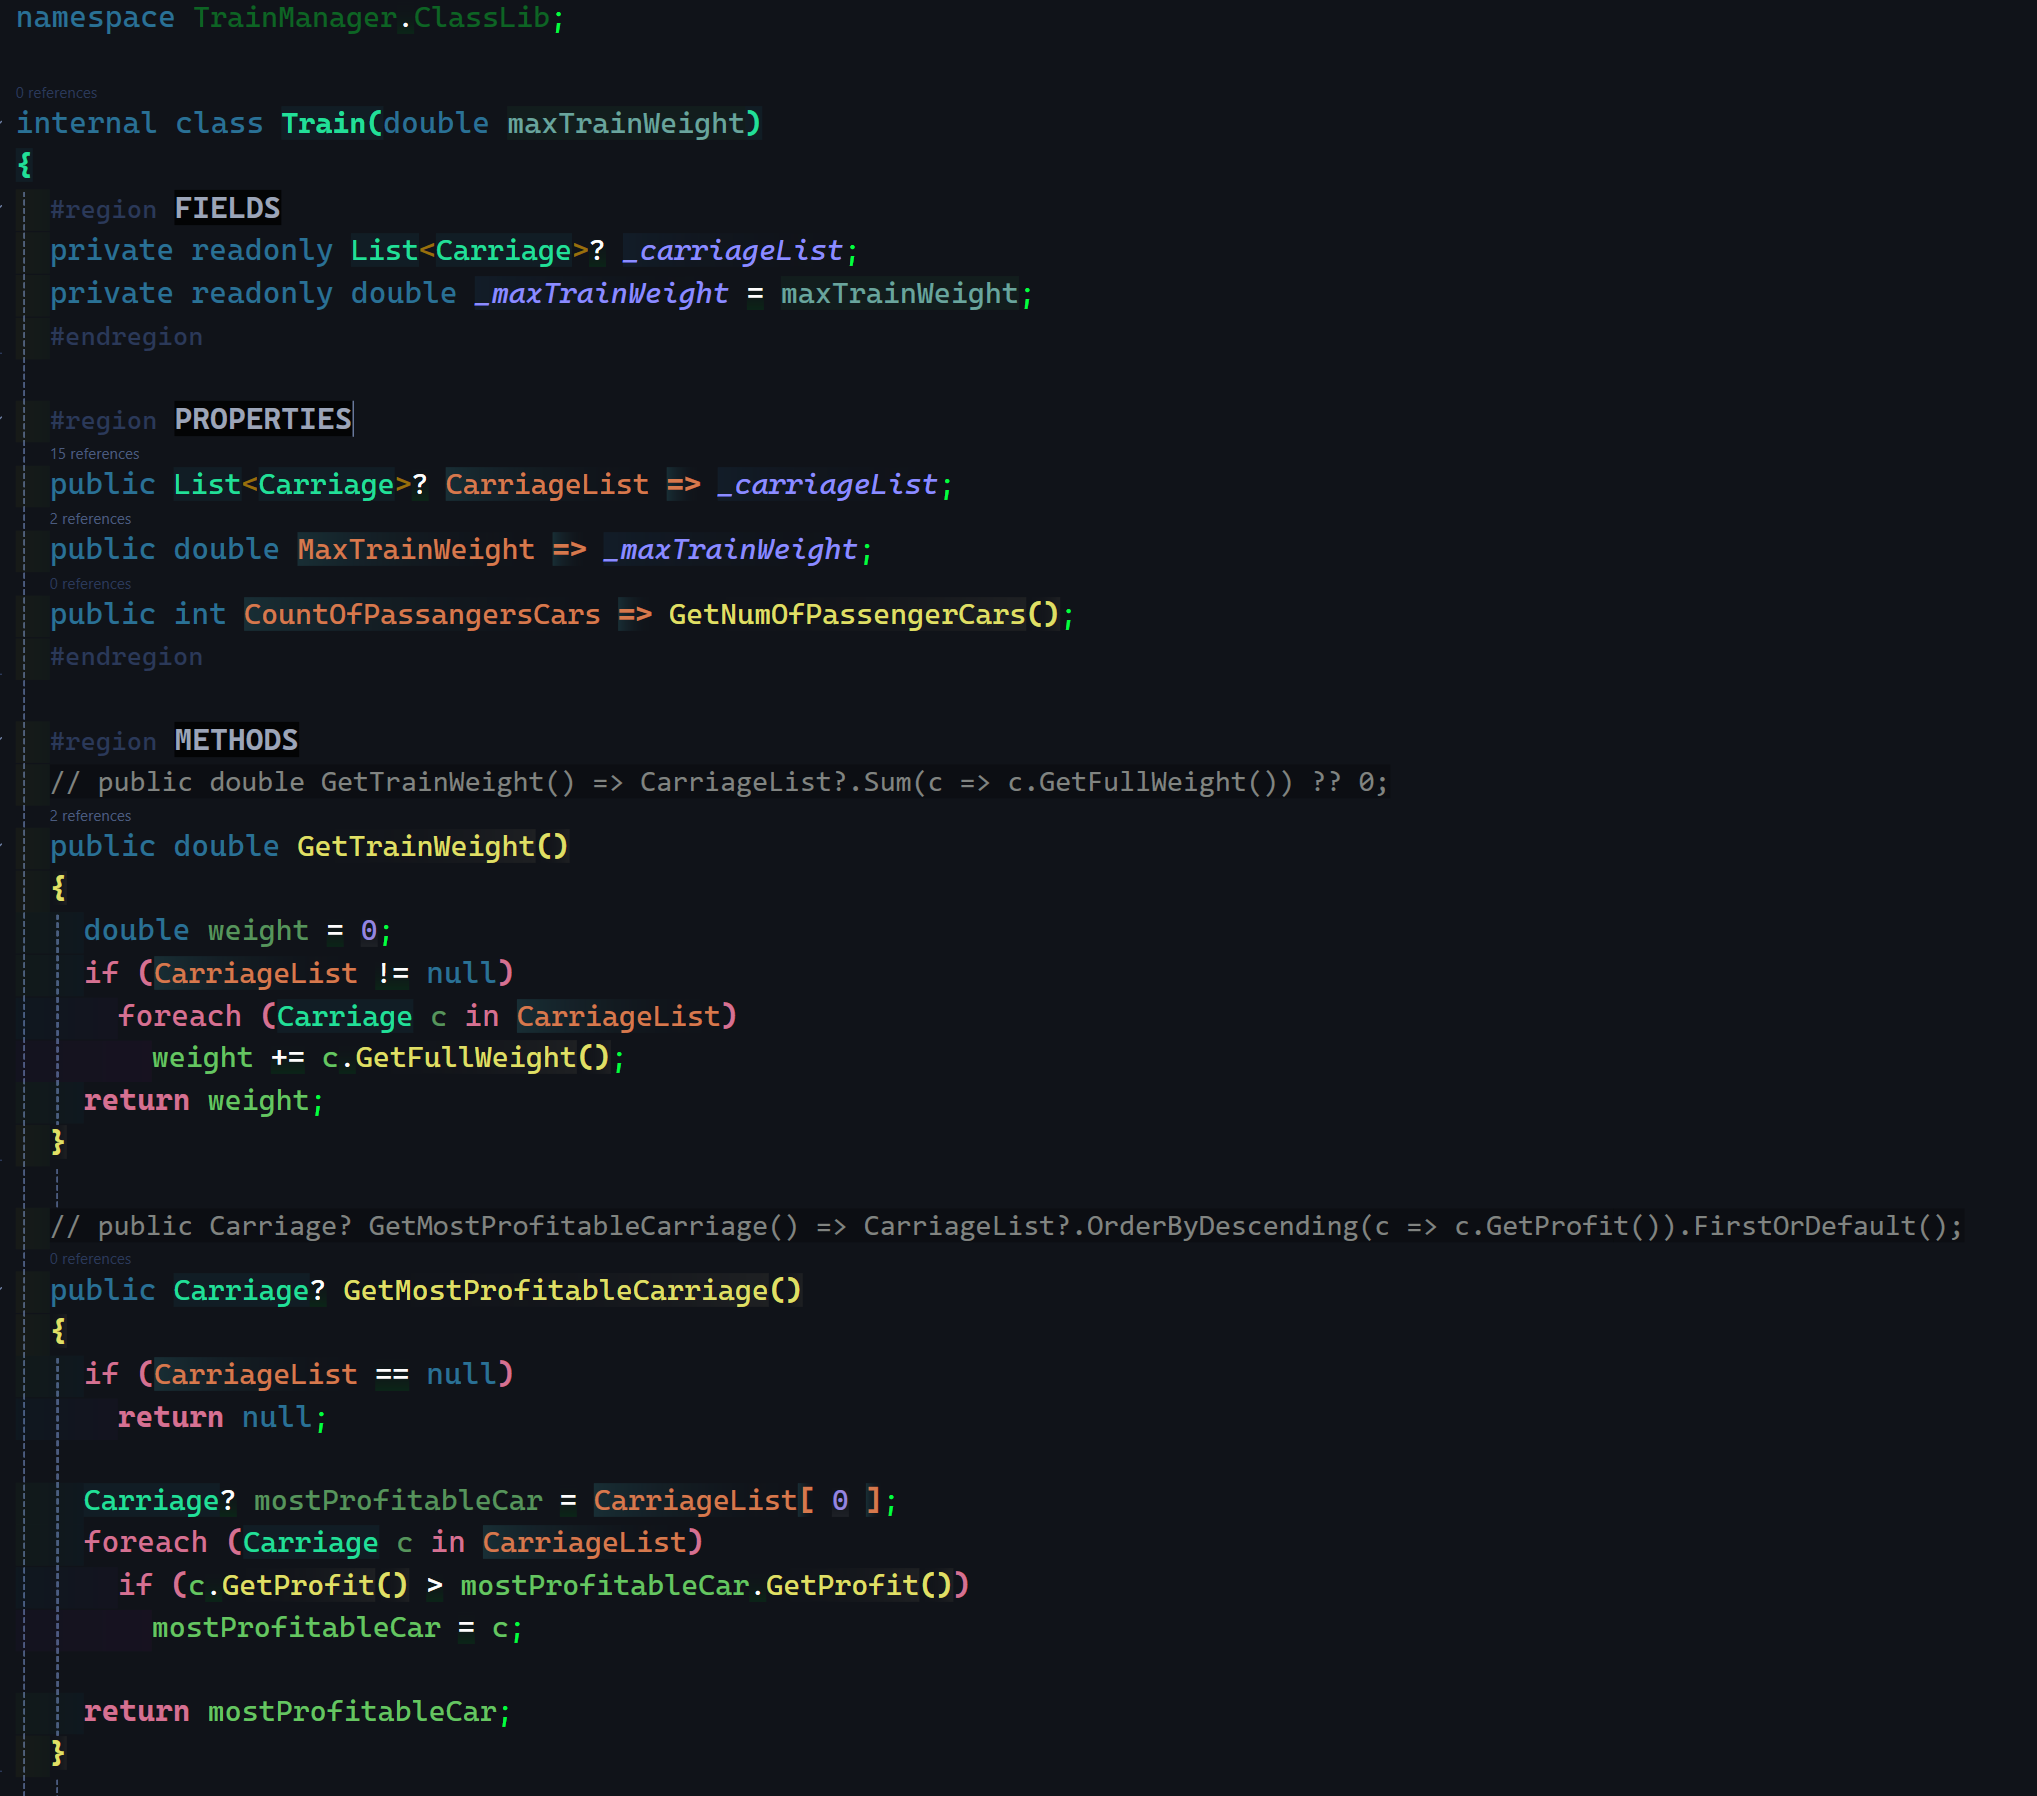 namespace TrainManager.ClassLib;
0 references
internal class Train(double maxTrainWeight)
{
#region FIELDS
private readonly List<Carriage>? _carriageList;
private readonly double _maxTrainWeight = maxTrainWeight;
#endregion
#region PROPERTIES
15 references
public List<Carriage>? CarriageList => _carriageList;
2 references
public double MaxTrainWeight => _maxTrainWeight;
0 references
public int CountOfPassangersCars => GetNumOfPassengerCars();
#endregion
#region METHODS
// public double GetTrainWeight() => CarriageList?.Sum(c => c.GetFullWeight()) ?? 0;
2 references
public double GetTrainWeight()
{
double weight = 0;
if (CarriageList != null)
foreach (Carriage c in CarriageList)
weight += c.GetFullWeight();
return weight;
}
// public Carriage? GetMostProfitableCarriage() => CarriageList?.OrderByDescending(c => c.GetProfit()).FirstOrDefault();
0 references
public Carriage? GetMostProfitableCarriage()
{
if (CarriageList == null)
return null;
Carriage? mostProfitableCar = CarriageList[ 0 ];
foreach (Carriage c in CarriageList)
if (c.GetProfit() > mostProfitableCar.GetProfit())
mostProfitableCar = c;
return mostProfitableCar;
}